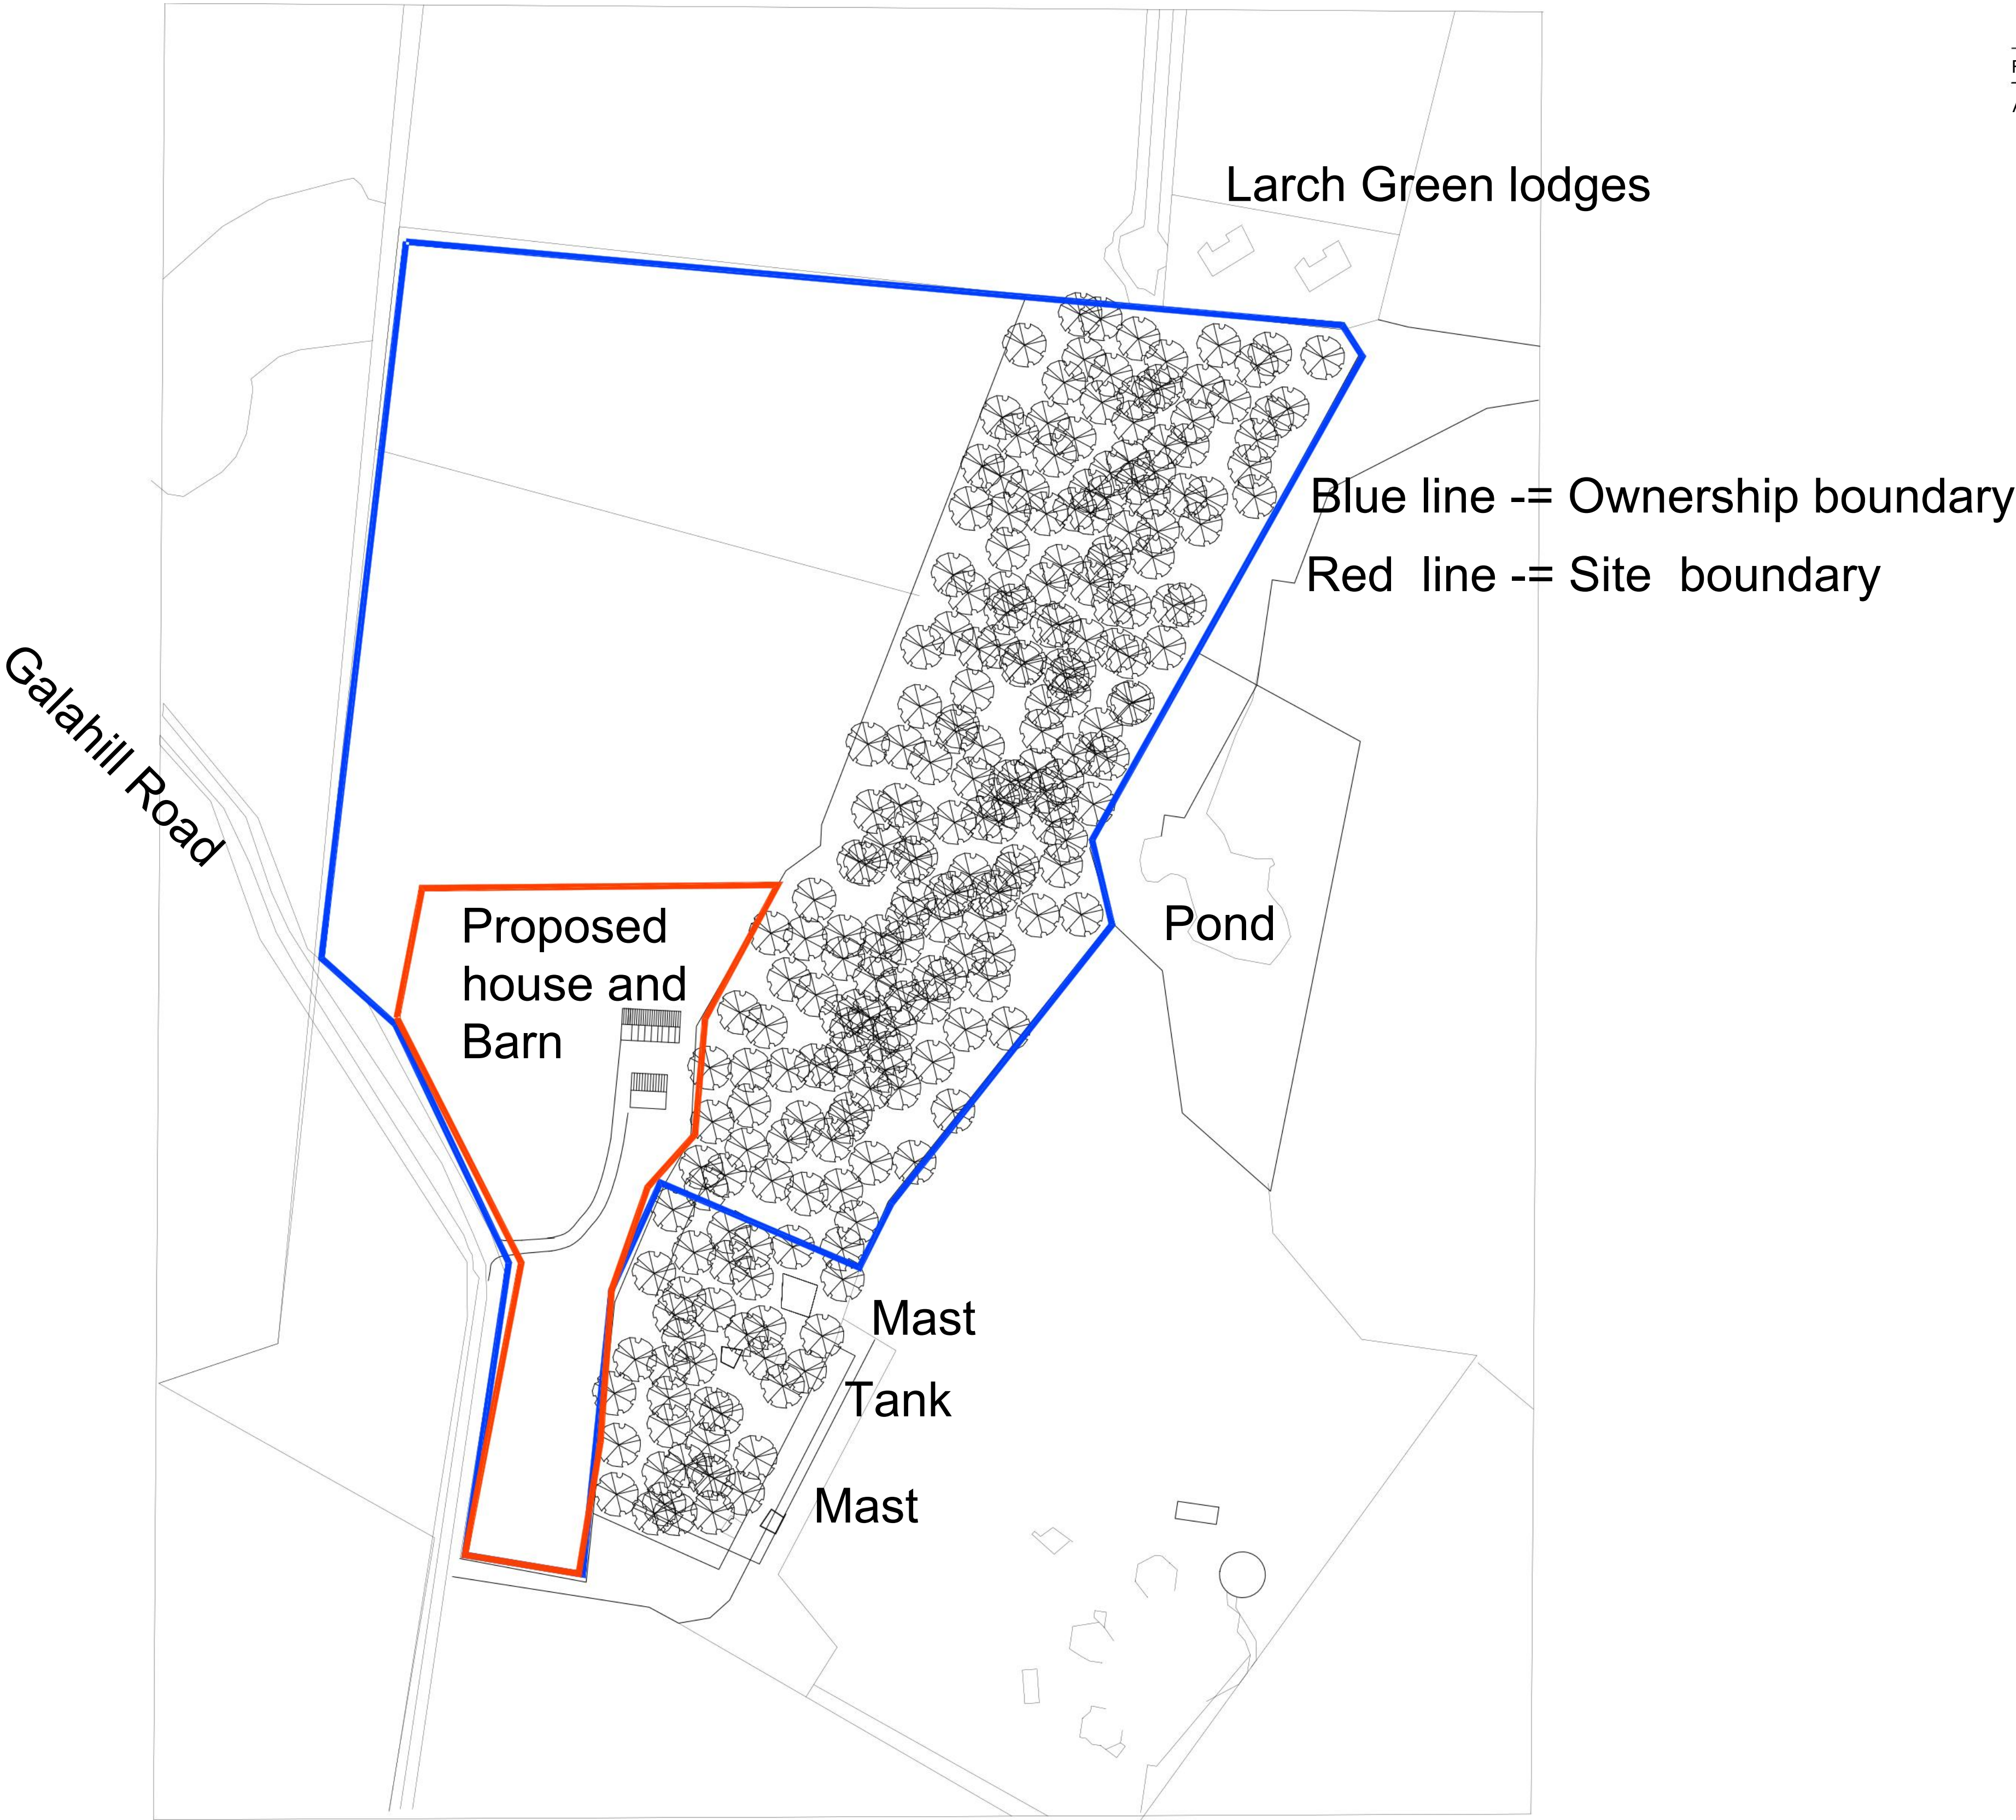 Larch Green lodges
Blue line -= Ownership boundary
Red line -= Site boundary
Galahill Road
Proposed
house and
Barn
Pond
Mast
Tank
Mast